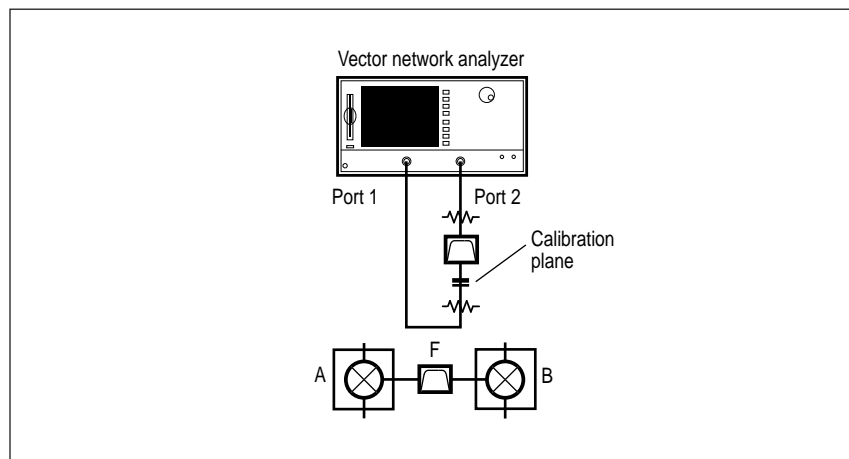 Vector network analyzer
Port 1
Port 2
Calibration
plane
F
A
B